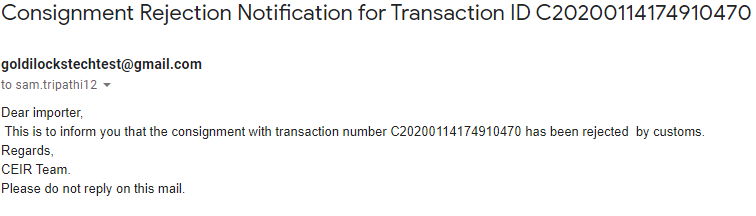 Consignment Rejection Notification for Transaction ID C20200114174910470
goldilockstechtest@gmail.com
to sam.tripathi12
Dear importer,
This is to inform you that the consignment with transaction number C20200114174910470 has been rejected  by customs.
Regards,
CEIR Team.
Please do not reply on this mail.